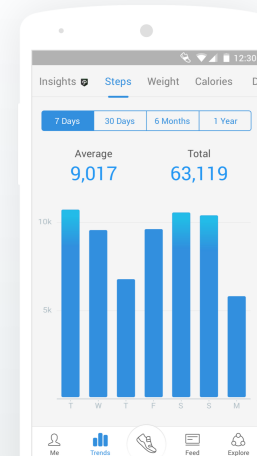 12:30
Insights Steps Weight Calories D
7 Days 30 Days 6 Months 1 Year
Average Total
9,017 63,119
10k
5k
T W T F S S M
Me Trends Feed Explore